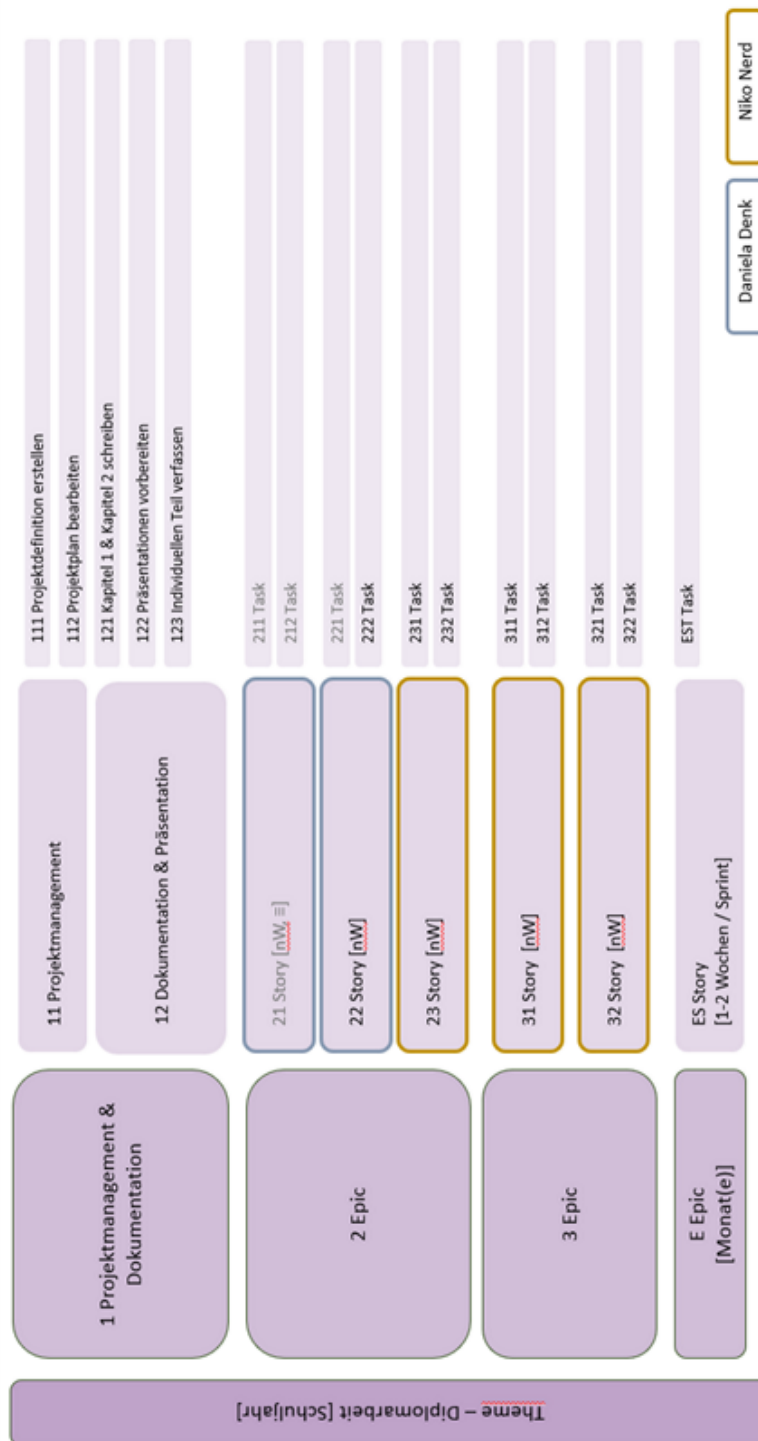 Theme – Diplomarbeit [Schuljahr]
1 Projektmanagement &
Dokumentation
11 Projektmanagement
111 Projektdefinition erstellen
112 Projektplan bearbeiten
12 Dokumentation & Präsentation
121 Kapitel 1 & Kapitel 2 schreiben
122 Präsentationen vorbereiten
123 Individuellen Teil verfassen
2 Epic
21 Story [nW, ≡]
211 Task
212 Task
22 Story [nW]
221 Task
222 Task
23 Story [nW]
231 Task
232 Task
3 Epic
31 Story [nW]
311 Task
312 Task
32 Story [nW]
321 Task
322 Task
E Epic
[Monat(e)]
ES Story
[1-2 Wochen / Sprint]
EST Task
Daniela Denk
Niko Nerd